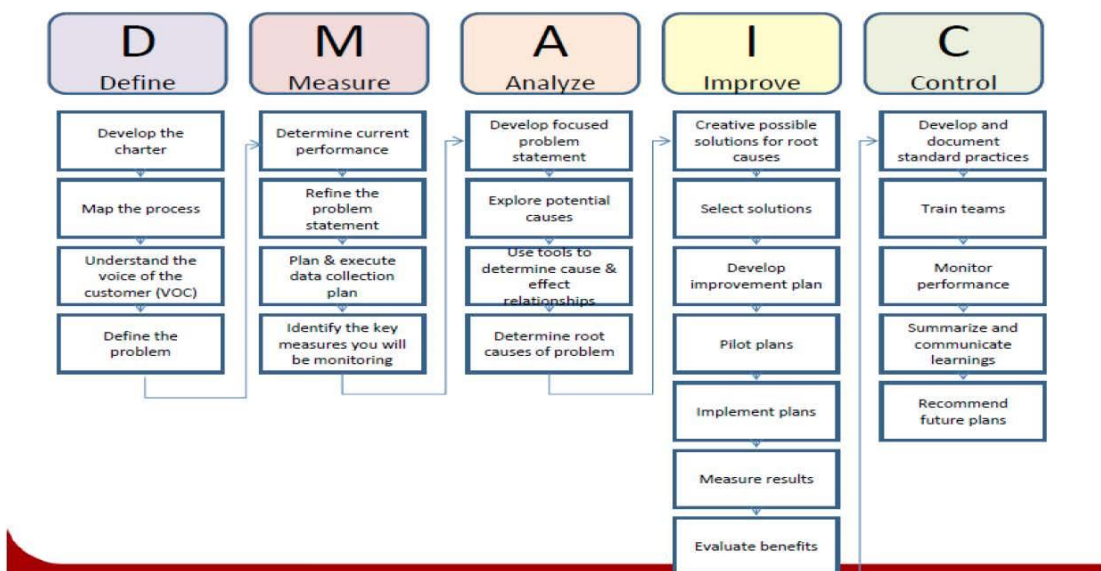 D
Define
M
Measure
A
Analyze
I
Improve
C
Control
Develop the
charter
Map the process
Understand the
voice of the
customer (VOC)
Define the
problem
Determine current
performance
Refine the
problem
statement
Plan & execute
data collection
plan
Identify the key
measures you will
be monitoring
Develop focused
problem
statement
Explore potential
causes
Use tools to
determine cause &
effect
relationships
Determine root
causes of problem
Creative possible
solutions for root
causes
Select solutions
Develop
improvement plan
Pilot plans
Implement plans
Measure results
Evaluate benefits
Develop and
document
standard practices
Train teams
Monitor
performance
Summarize and
communicate
learnings
Recommend
future plans